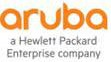 aruba
a Hewlett Packard
Enterprise company